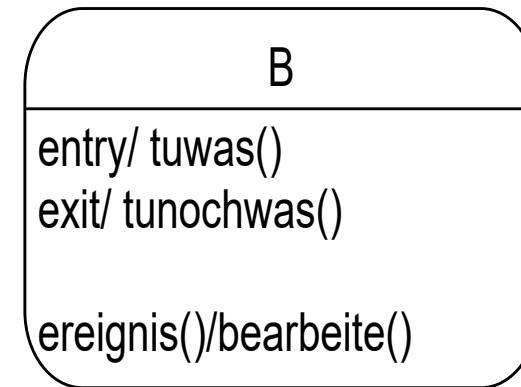 B
entry/ tuwas()
exit/ tunochwas()
ereignis()/bearbeite()